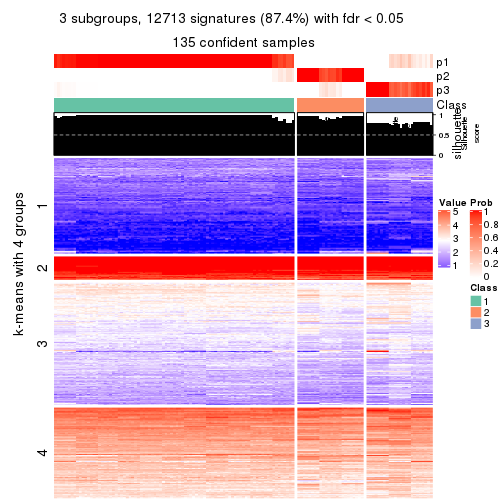 3 subgroups, 12713 signatures (87.4%) with fdr < 0.05
135 confident samples
p1
p2
p3
Class
silhouette
Silhouette
score
1
0.5
0
k-means with 4 groups
1
2
3
4
Value
5
4
3
2
1
Prob
1
0.8
0.6
0.4
0.2
0
Class
1
2
3